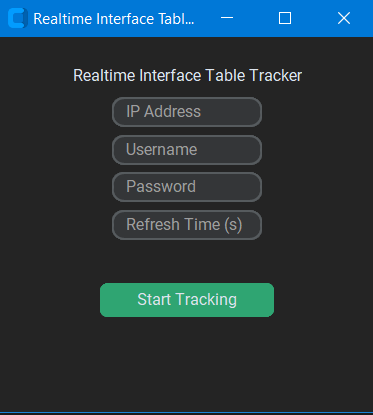 Realtime Interface Tabl...
Realtime Interface Table Tracker
IP Address
Username
Password
Refresh Time (s)
Start Tracking